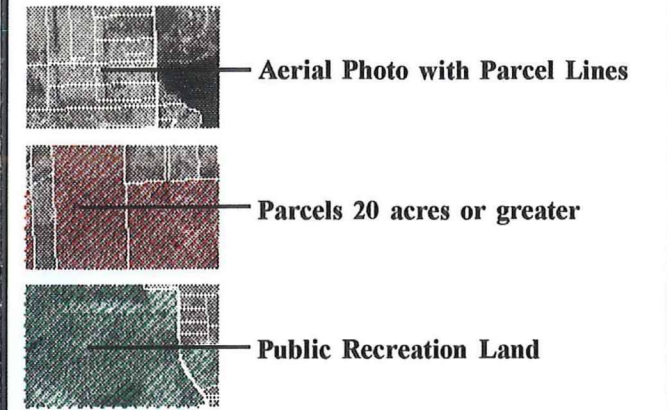 Aerial Photo with Parcel Lines
Parcels 20 acres or greater
Public Recreation Land